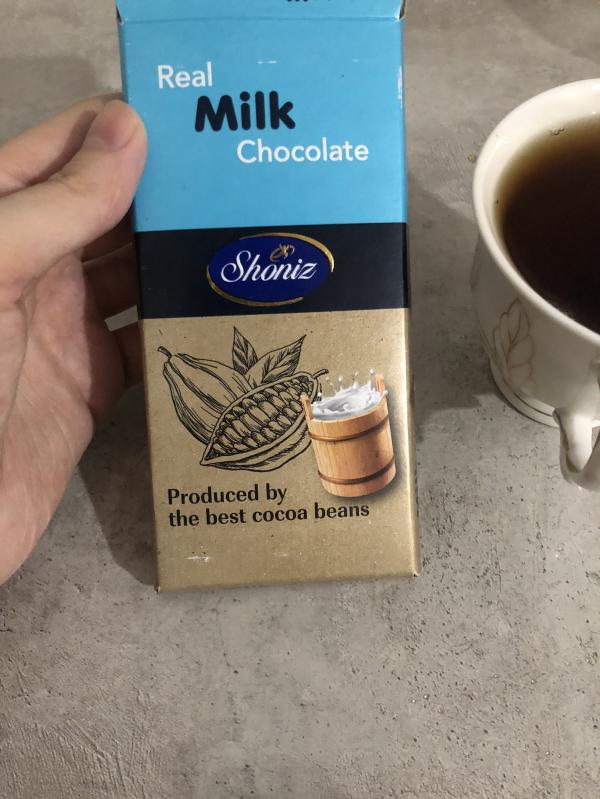 Real
Milk
Chocolate
Shoniz
Produced by
the best cocoa beans